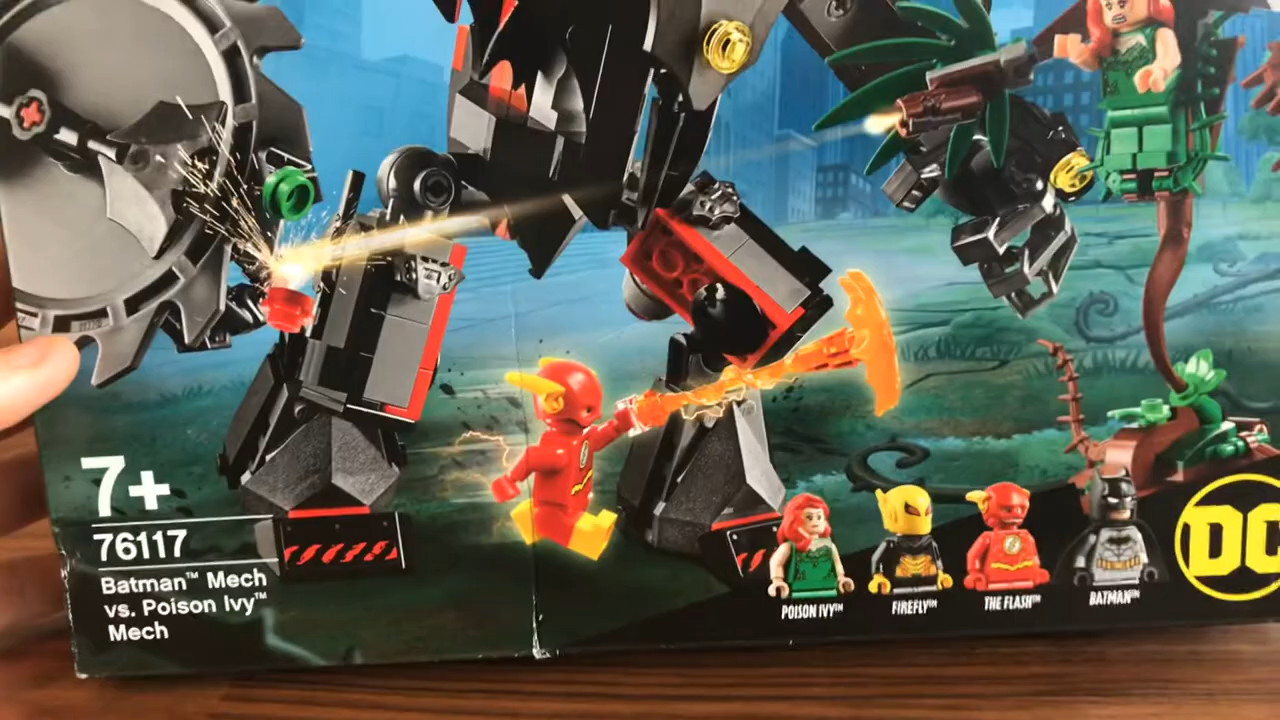 7+
76117
Batman™ Mech
vs. Poison Ivy™
Mech
POISON IVY™
FIREFLY™
THE FLASH™
BATMAN™
DC